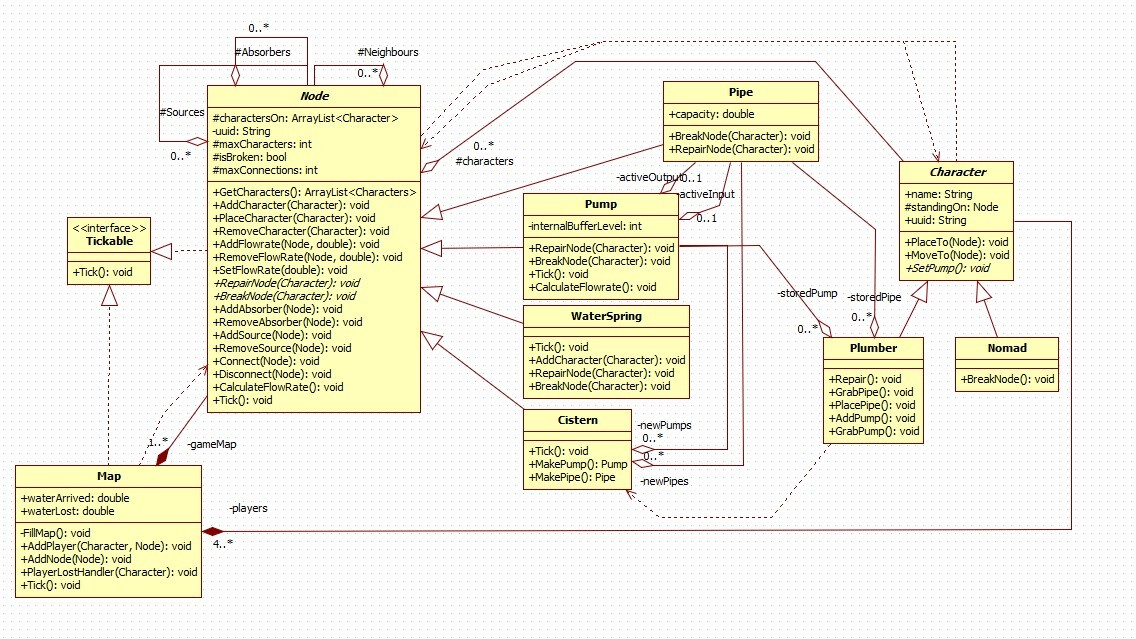 0..*
#Absorbers
#Neighbours
0..*
#Sources
0..*
Node
#charactersOn: ArrayList<Character>
-uuid: String
#maxCharacters: int
#isBroken: bool
#maxConnections: int
+GetCharacters(): ArrayList<Characters>
+AddCharacter(Character): void
+PlaceCharacter(Character): void
+RemoveCharacter(Character): void
+AddFlowrate(Node, double): void
+RemoveFlowRate(Node, double): void
+SetFlowRate(double): void
+RepairNode(Character): void
+BreakNode(Character): void
+AddAbsorber(Node): void
+RemoveAbsorber(Node): void
+AddSource(Node): void
+RemoveSource(Node): void
+Connect(Node): void
+Disconnect(Node): void
+CalculateFlowRate(): void
+Tick(): void
0..*
#characters
Pipe
+capacity: double
+BreakNode(Character): void
+RepairNode(Character): void
-activeOutput
0..1
-activeInput
0..1
Pump
-internalBufferLevel: int
+RepairNode(Character): void
+BreakNode(Character): void
+Tick(): void
+CalculateFlowrate(): void
Character
+name: String
#standingOn: Node
+uuid: String
+PlaceTo(Node): void
+MoveTo(Node): void
+SetPump(): void
<<interface>>
Tickable
+Tick(): void
WaterSpring
+Tick(): void
+AddCharacter(Character): void
+RepairNode(Character): void
+BreakNode(Character): void
-storedPump
0..*
-storedPipe
0..*
Plumber
+Repair(): void
+GrabPipe(): void
+PlacePipe(): void
+AddPump(): void
+GrabPump(): void
Nomad
+BreakNode(): void
Cistern
+Tick(): void
+MakePump(): Pump
+MakePipe(): Pipe
-newPumps
0..*
0..*
-newPipes
1..*
-gameMap
Map
+waterArrived: double
+waterLost: double
-FillMap(): void
+AddPlayer(Character, Node): void
+AddNode(Node): void
+PlayerLostHandler(Character): void
+Tick(): void
-players
4..*